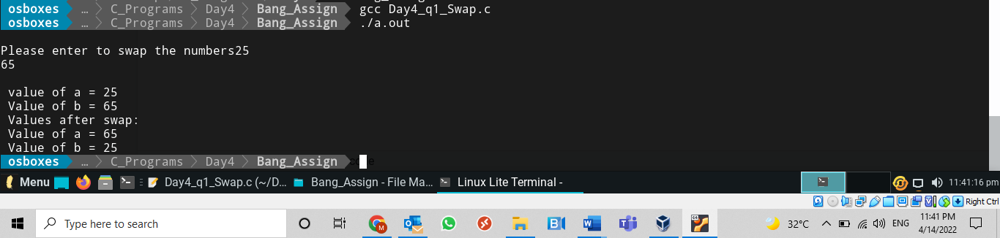 osboxes … C_Programs Day4 Bang_Assign gcc Day4_q1_Swap.c
osboxes … C_Programs Day4 Bang_Assign ./a.out
Please enter to swap the numbers25
65
value of a = 25
Value of b = 65
Values after swap:
Value of a = 65
Value of b = 25
osboxes … C_Programs Day4 Bang_Assign
Menu Day4_q1_Swap.c (~/D... Bang_Assign - File Ma... Linux Lite Terminal - 11:41:16 pm
Right Ctrl
Type here to search 32°C ENG 11:41 PM
4/14/2022